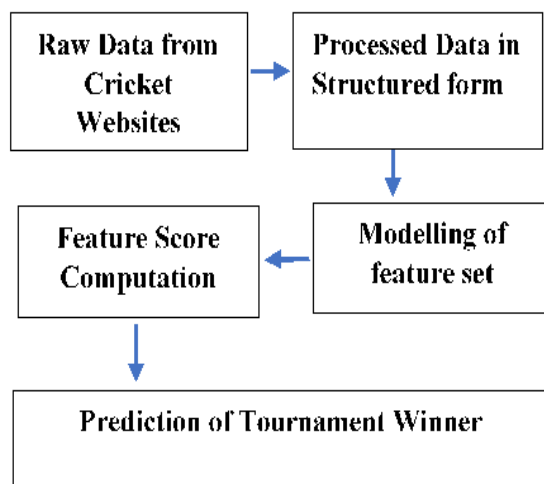 Raw Data from
Cricket
Websites
Processed Data in
Structured form
Modelling of
feature set
Feature Score
Computation
Prediction of Tournament Winner